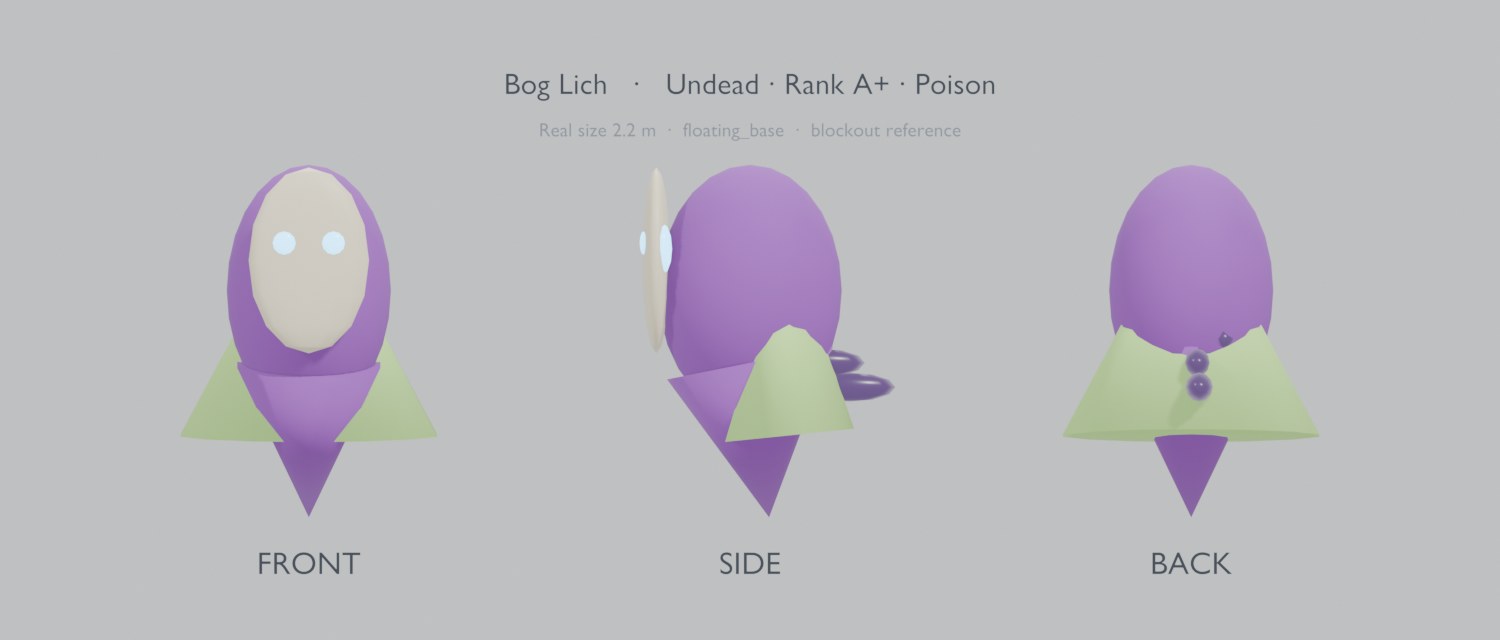 Bog Lich · Undead · Rank A+ · Poison
Real size 2.2 m · floating_base · blockout reference
FRONT
SIDE
BACK